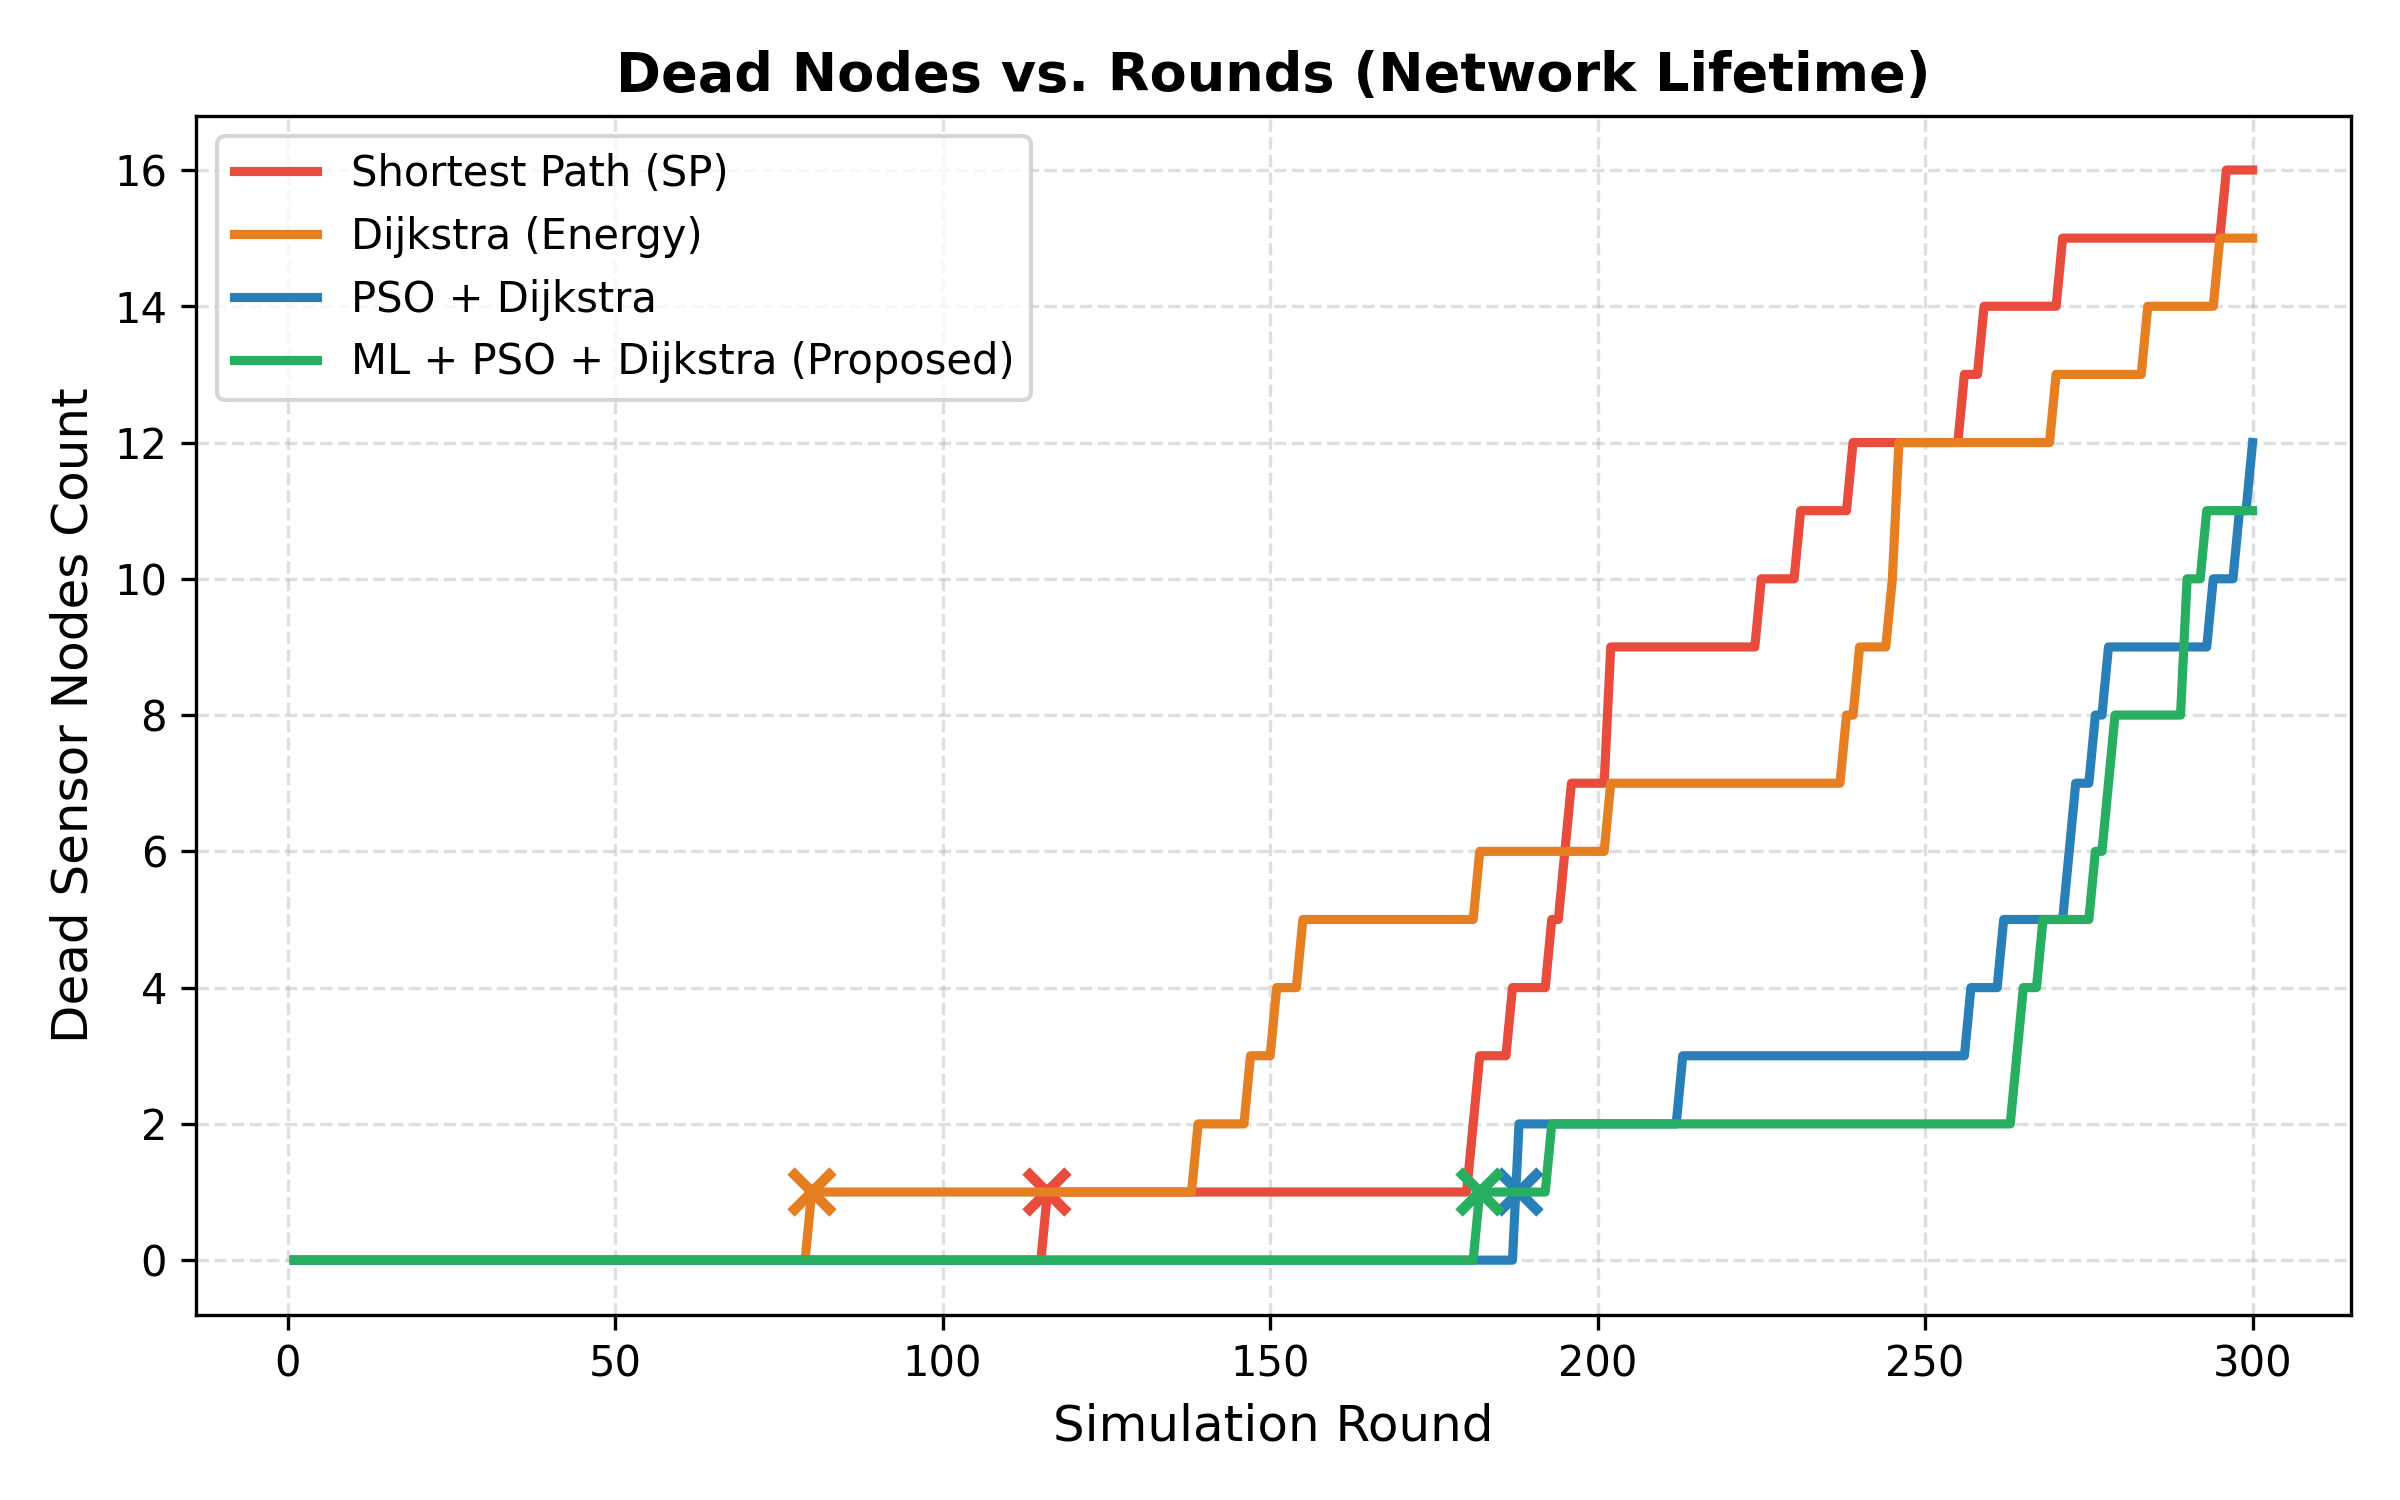 Dead Nodes vs. Rounds (Network Lifetime)
Shortest Path (SP)
Dijkstra (Energy)
PSO + Dijkstra
ML + PSO + Dijkstra (Proposed)
Dead Sensor Nodes Count
16
14
12
10
8
6
4
2
0
0 50 100 150 200 250 300
Simulation Round